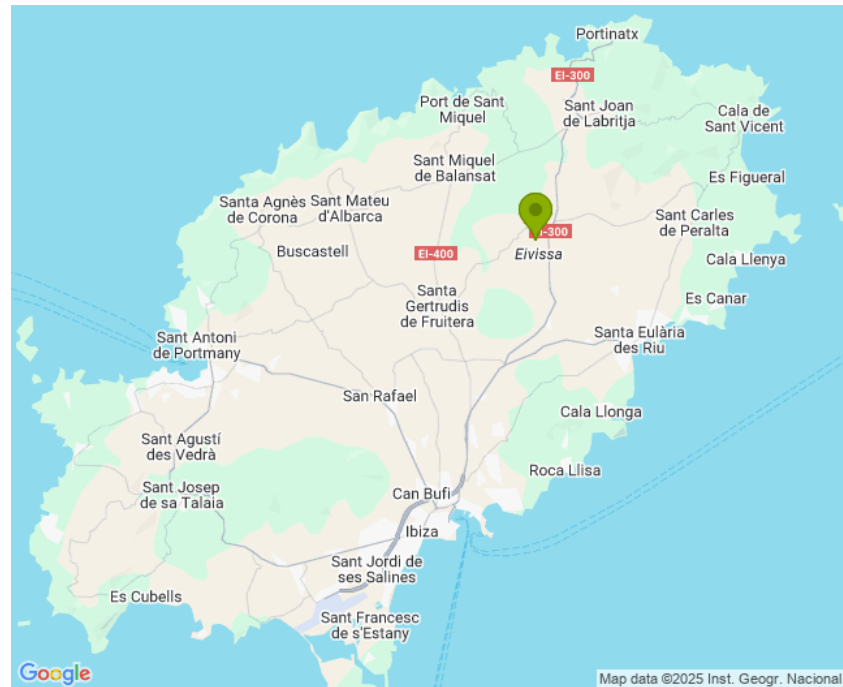 Portinatx
EI-300
Port de Sant
Miquel
Sant Joan
de Labritja
Cala de
Sant Vicent
Sant Miquel
de Balansat
Es Figueral
Santa Agnès
de Corona
Sant Mateu
d'Albarca
Sant Carles
de Peralta
EI-300
Buscastell
EI-400
Eivissa
Cala Llenya
Santa
Gertrudis
de Fruitera
Es Canar
Sant Antoni
de Portmany
Santa Eulària
des Riu
San Rafael
Cala Llonga
Sant Agustí
des Vedrà
Roca Llisa
Sant Josep
de sa Talaia
Can Bufi
Ibiza
Sant Jordi de
ses Salines
Es Cubells
Sant Francesc
de s'Estany
Google
Map data ©2025 Inst. Geogr. Nacional